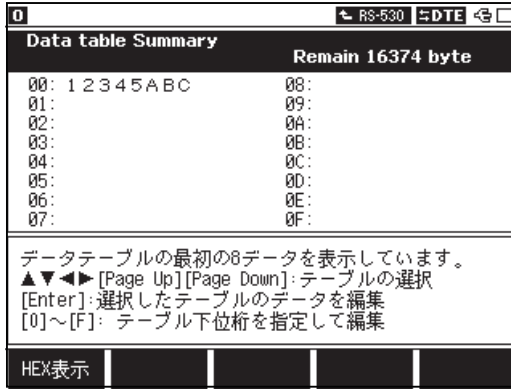 0 RS-530 DTE
Data table Summary
Remain 16374 byte
00: 12345ABC 08:
01: 09:
02: 0A:
03: 0B:
04: 0C:
05: 0D:
06: 0E:
07: 0F:
データテーブルの最初の8データを表示しています。
▲▼◀▶[Page Up][Page Down]:テーブルの選択
[Enter]:選択したテーブルのデータを編集
[0]～[F]: テーブル下位桁を指定して編集
HEX表示